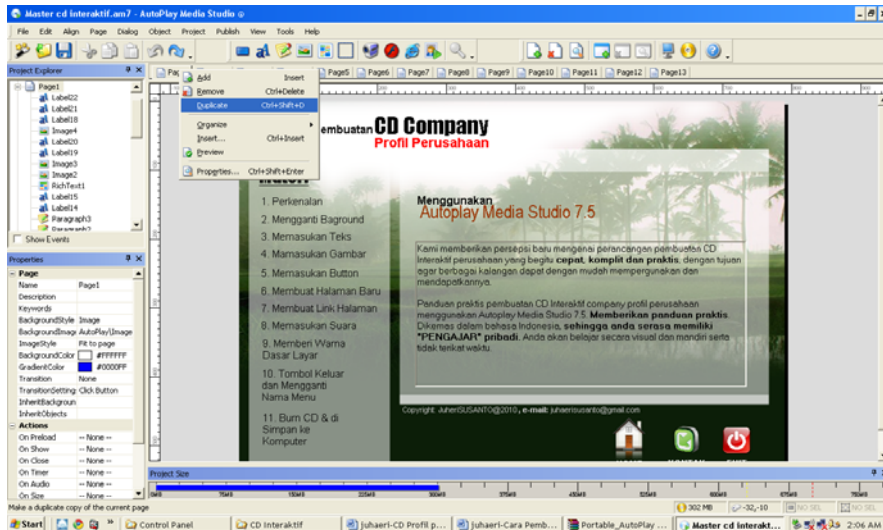 Master cd interaktif.am7 - AutoPlay Media Studio
File Edit Align Page Dialog Object Project Publish View Tools Help
Project Explorer
Page5 Page6 Page7 Page8 Page9 Page10 Page11 Page12 Page13
Page1
Label22
Label21
Label18
Image4
Label20
Label19
Image3
Image2
RichText1
Label15
Label14
Paragraph3
Paragraph2
Show Events
Add Insert
Remove Ctrl+Delete
Duplicate Ctrl+Shift+D
Organize
Insert... Ctrl+Insert
Preview
Properties... Ctrl+Shift+Enter
embuatan CD Company
Profil Perusahaan
1. Perkenalan
2. Mengganti Baground
3. Memasukan Teks
4. Mamasukan Gambar
5. Memasukan Button
6. Membuat Halaman Baru
7. Membuat Link Halaman
8. Memasukan Suara
9. Memberi Warna
Dasar Layar
10. Tombol Keluar
dan Mengganti
Nama Menu
11. Burn CD & di
Simpan ke
Komputer
Menggunakan
Autoplay Media Studio 7.5
Kami memberikan persepsi baru mengenai perancangan pembuatan CD
Interaktif perusahaan yang begitu cepat, komplit dan praktis, dengan tujuan
agar berbagai kalangan dapat dengan mudah mempergunakan dan
mendapatkannya.
Panduan praktis pembuatan CD Interaktif company profil perusahaan
menggunakan Autoplay Media Studio 7.5. Memberikan panduan praktis.
Dikemas dalam bahasa Indonesia, sehingga anda serasa memiliki
"PENGAJAR" pribadi. Anda akan belajar secara visual dan mandiri serta
tidak terikat waktu.
Copyright: JuheriSUSANTO@2010, e-mail: juhaerisusanto@gmail.com
Properties
Page
Name Page1
Description
Keywords
BackgroundStyle Image
BackgroundImage AutoPlay\Image
ImageStyle Fit to page
BackgroundColor #FFFFFF
GradientColor #0000FF
Transition None
TransitionSetting Click Button
InheritBackgroun
InheritObjects
Actions
On Preload -- None --
On Show -- None --
On Close -- None --
On Timer -- None --
On Audio -- None --
On Size -- None --
Project Size
Make a duplicate copy of the current page
302 MB -32,-10 NO SEL NO SEL
Start Control Panel CD Interaktif juhaeri-CD Profil p... juhaeri-Cara Pemb... Portable_AutoPlay ... Master cd interakt... 2:06 AM